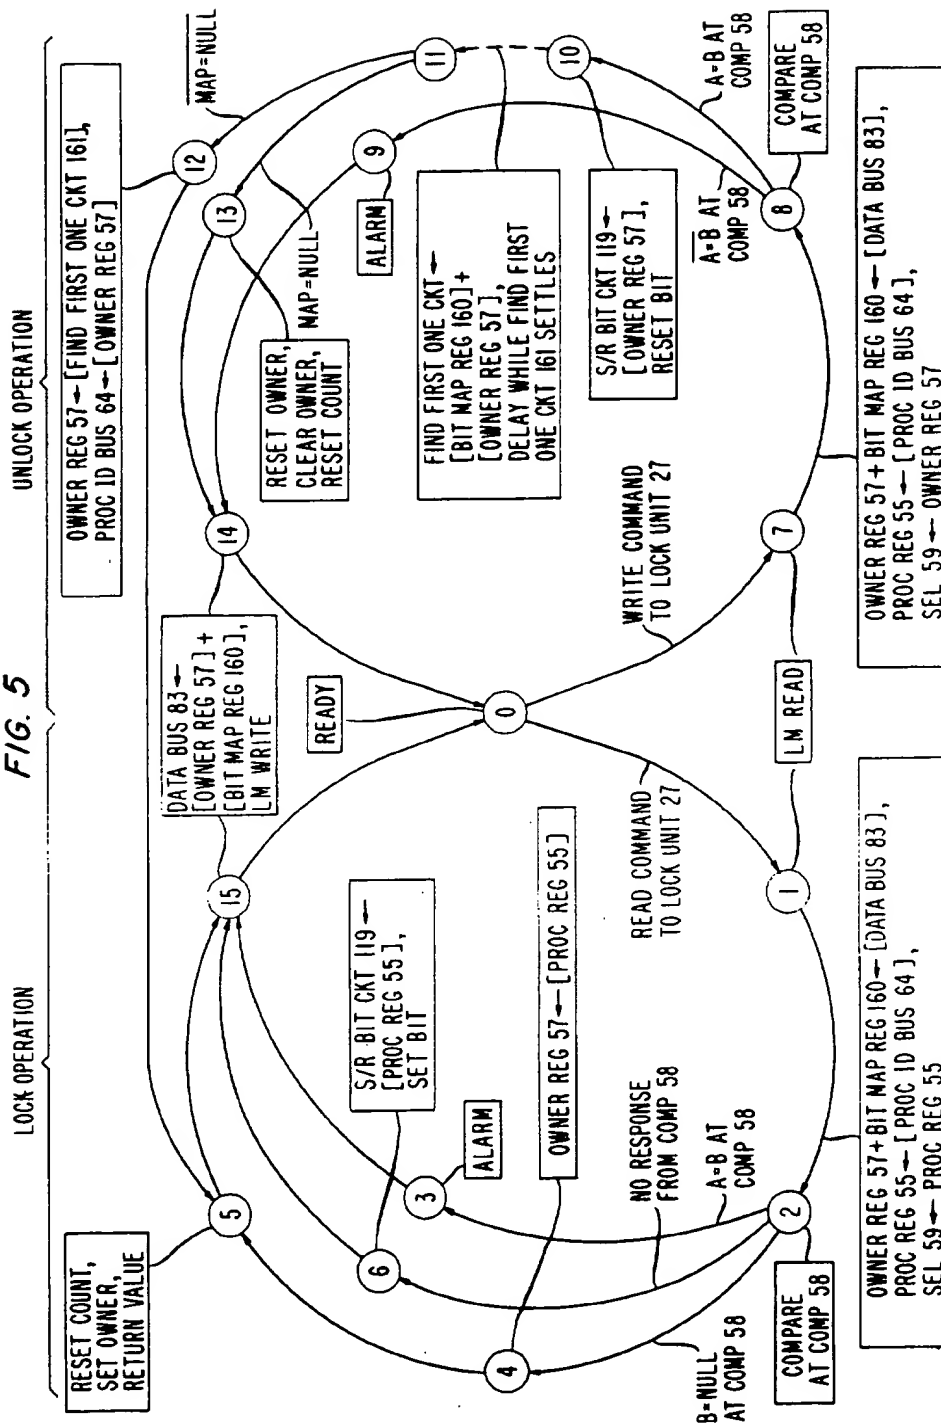 FIG. 5
LOCK OPERATION
UNLOCK OPERATION
RESET COUNT,
SET OWNER,
RETURN VALUE
OWNER REG 57←[FIND FIRST ONE CKT 161],
PROC ID BUS 64←[OWNER REG 57]
MAP=NULL
5
15
14
13
12
DATA BUS 83←
[OWNER REG 57]+
[BIT MAP REG 160],
LM WRITE
RESET OWNER,
CLEAR OWNER,
RESET COUNT
MAP=NULL
6
3
ALARM
S/R BIT CKT 119←
[PROC REG 55],
SET BIT
READY
ALARM
9
11
FIND FIRST ONE CKT←
[BIT MAP REG 160]+
[OWNER REG 57],
DELAY WHILE FIND FIRST
ONE CKT 161 SETTLES
4
OWNER REG 57←[PROC REG 55]
0
10
S/R BIT CKT 119←
[OWNER REG 57],
RESET BIT
NO RESPONSE
FROM COMP 58
A=B AT
COMP 58
READ COMMAND
TO LOCK UNIT 27
WRITE COMMAND
TO LOCK UNIT 27
A=B AT
COMP 58
A=B AT
COMP 58
B=NULL
AT COMP 58
2
1
LM READ
7
8
COMPARE
AT COMP 58
COMPARE
AT COMP 58
OWNER REG 57+BIT MAP REG 160←[DATA BUS 83],
PROC REG 55←[PROC ID BUS 64],
SEL 59←PROC REG 55
OWNER REG 57+BIT MAP REG 160←[DATA BUS 83],
PROC REG 55←[PROC ID BUS 64],
SEL 59←OWNER REG 57